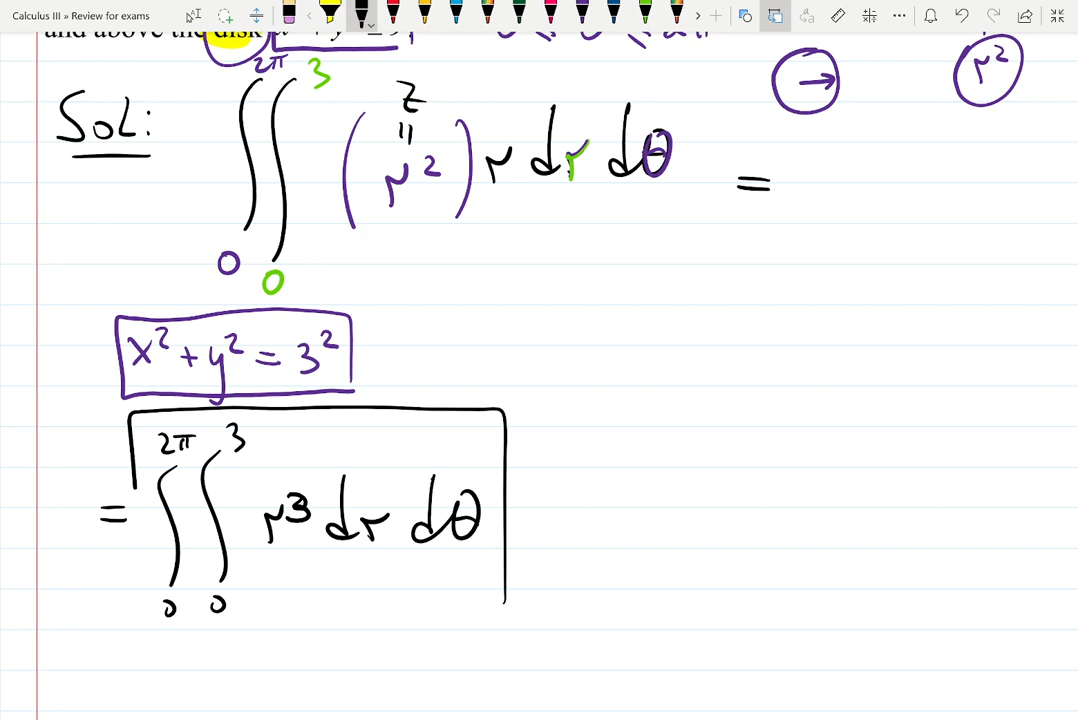 Calculus III » Review for exams
and above the disk
→ r²
SOL: ∫₀^{2π} ∫₀^{3} ( z = r² ) r dr dθ =
x² + y² = 3²
= ∫₀^{2π} ∫₀^{3} r³ dr dθ